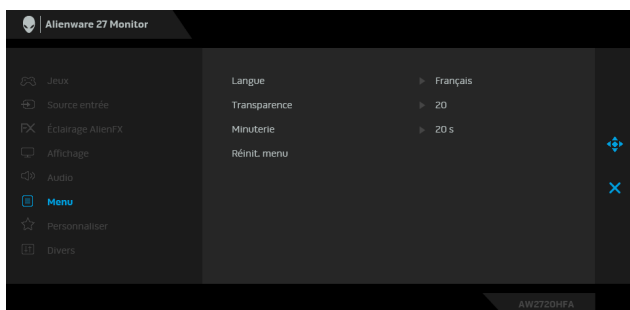 Alienware 27 Monitor
Jeux
Source entrée
FX Éclairage AlienFX
Affichage
Audio
Menu
Personnaliser
Divers
Langue Français
Transparence 20
Minuterie 20 s
Réinit. menu
AW2720HFA